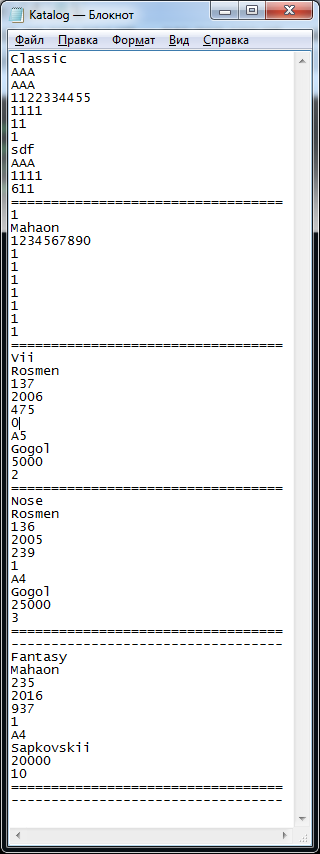 Katalog — Блокнот
Файл Правка Формат Вид Справка
Classic
AAA
AAA
1122334455
1111
11
1
sdf
AAA
1111
611
==================================
1
Mahaon
1234567890
1
1
1
1
1
1
1
==================================
Vii
Rosmen
137
2006
475
0
A5
Gogol
5000
2
==================================
Nose
Rosmen
136
2005
239
1
A4
Gogol
25000
3
==================================
----------------------------------
Fantasy
Mahaon
235
2016
937
1
A4
Sapkovskii
20000
10
==================================
----------------------------------